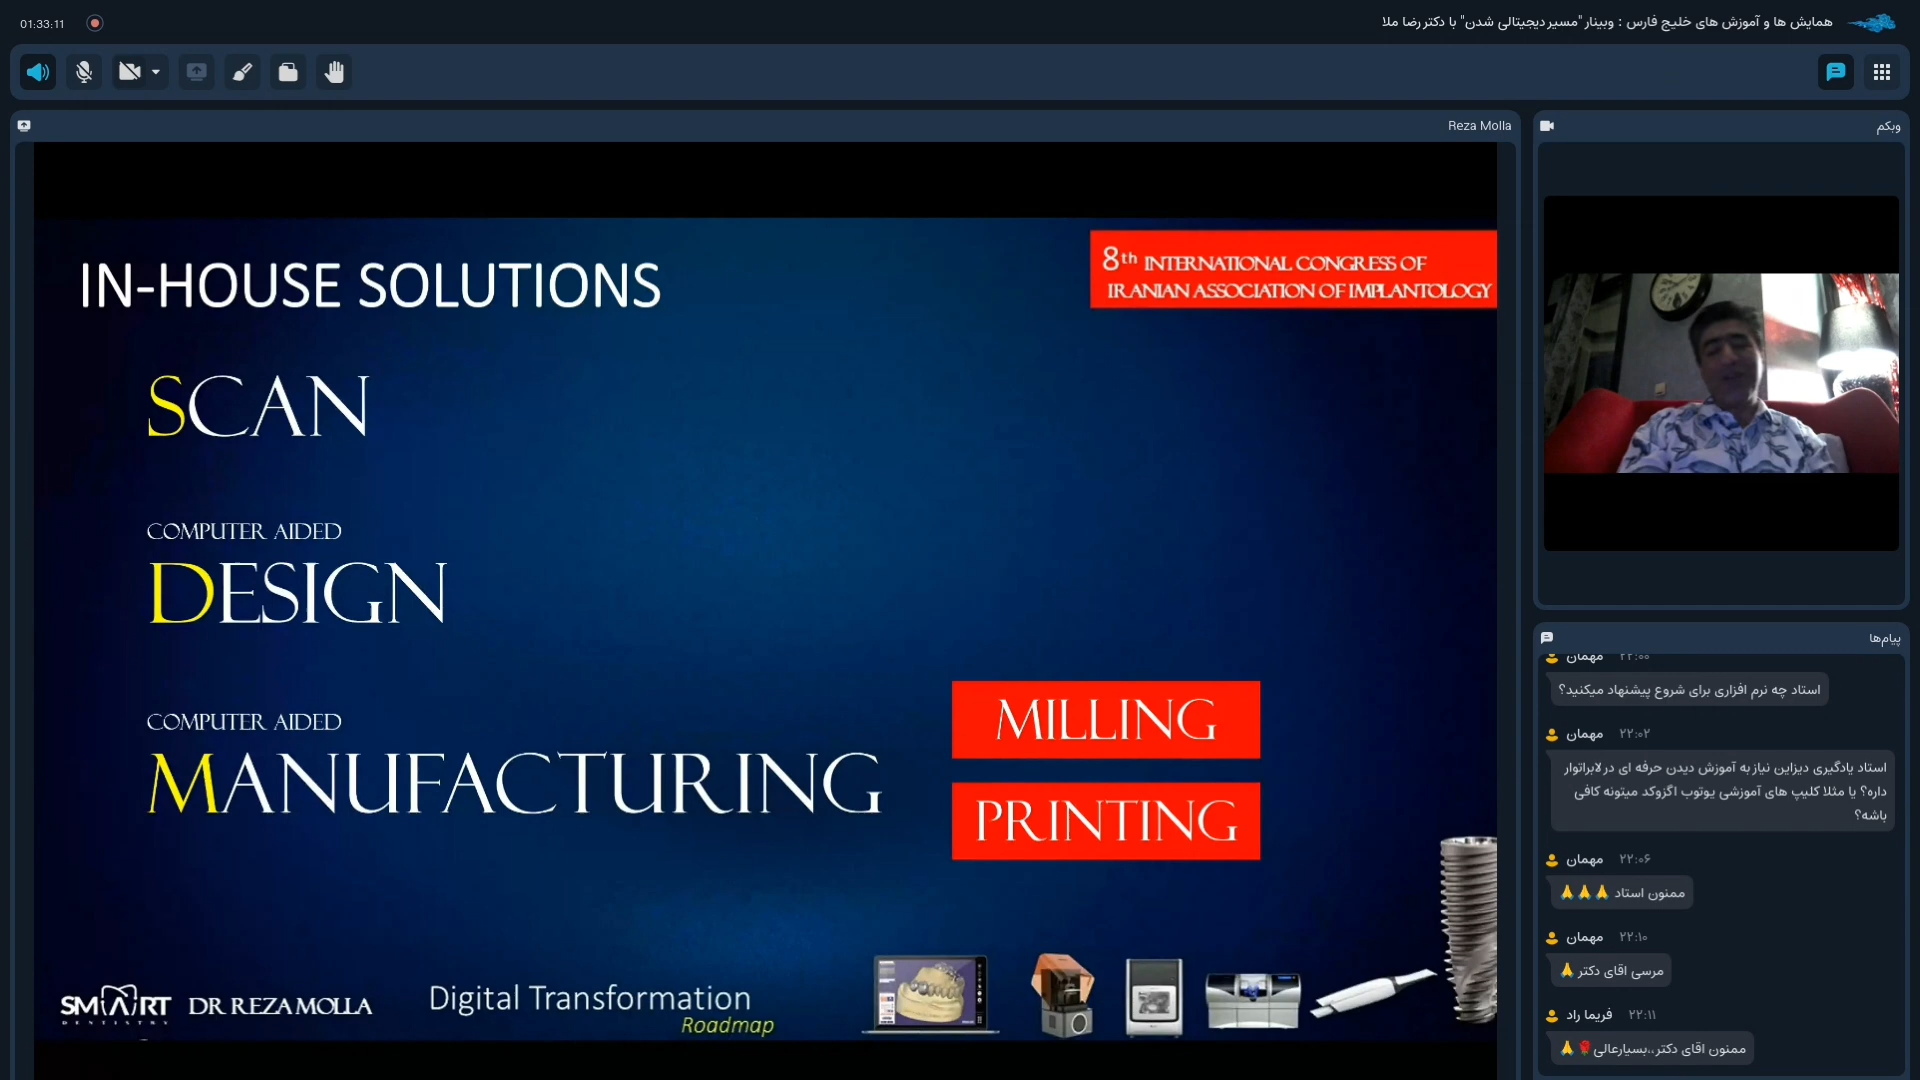 01:33:11
همایش ها و آموزش های خلیج فارس : وبینار "مسیر دیجیتالی شدن" با دکتر رضا ملا
Reza Molla
IN-HOUSE SOLUTIONS
8th INTERNATIONAL CONGRESS OF
IRANIAN ASSOCIATION OF IMPLANTOLOGY
SCAN
COMPUTER AIDED
DESIGN
COMPUTER AIDED
MANUFACTURING
MILLING
PRINTING
SMART
DENTISTRY
DR REZA MOLLA
Digital Transformation
Roadmap
وبکم
پیام‌ها
مهمان ۲۲:۰۰
استاد چه نرم افزاری برای شروع پیشنهاد میکنید؟
مهمان ۲۲:۰۲
استاد یادگیری دیزاین نیاز به آموزش دیدن حرفه ای در لابراتوار
داره؟ یا مثلا کلیپ های آموزشی یوتوب اگزوکد میتونه کافی
باشه؟
مهمان ۲۲:۰۶
ممنون استاد 🙏🙏🙏
مهمان ۲۲:۱۰
مرسی اقای دکتر 🙏
فریما راد ۲۲:۱۱
ممنون اقای دکتر،،بسیارعالی🌹🙏